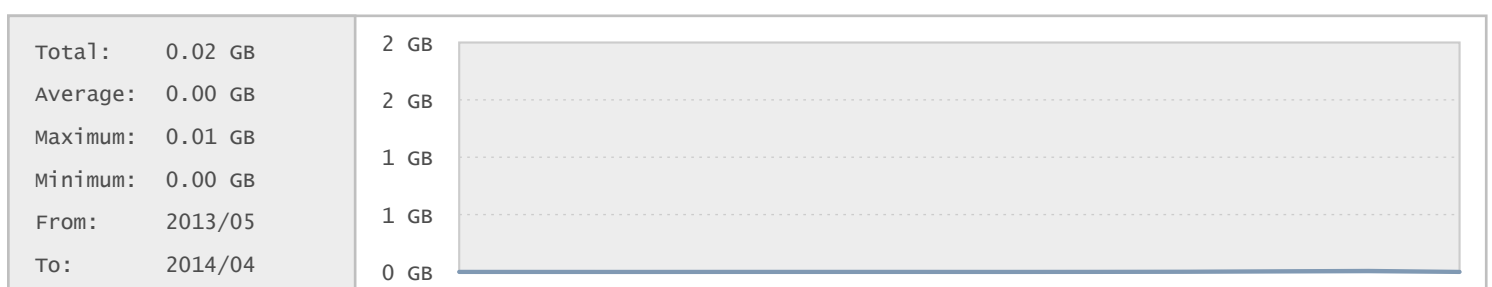 Total: 0.02 GB
Average: 0.00 GB
Maximum: 0.01 GB
Minimum: 0.00 GB
From: 2013/05
To: 2014/04
2 GB
2 GB
1 GB
1 GB
0 GB